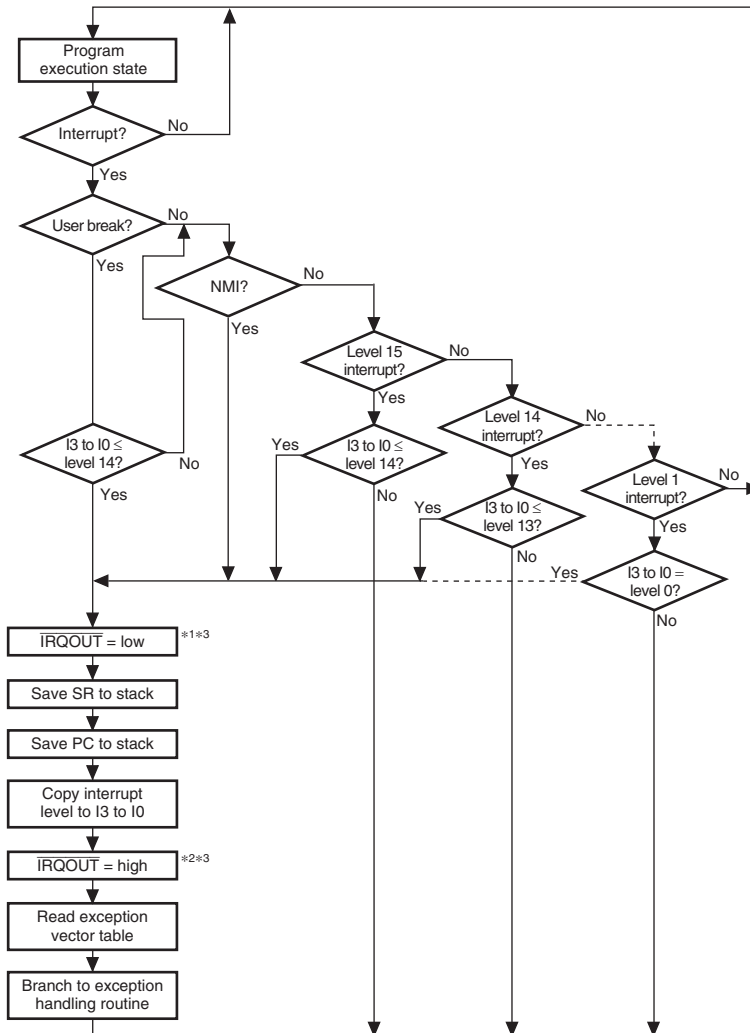 Program
execution state
Interrupt?
No
Yes
User break?
No
Yes
NMI?
No
Yes
Level 15
interrupt?
No
Yes
Level 14
interrupt?
No
Yes
I3 to I0 ≤
level 14?
No
Yes
I3 to I0 ≤
level 14?
Yes
No
Level 1
interrupt?
No
Yes
I3 to I0 ≤
level 13?
Yes
No
I3 to I0 =
level 0?
Yes
No
IRQOUT = low *1*3
Save SR to stack
Save PC to stack
Copy interrupt
level to I3 to I0
IRQOUT = high *2*3
Read exception
vector table
Branch to exception
handling routine